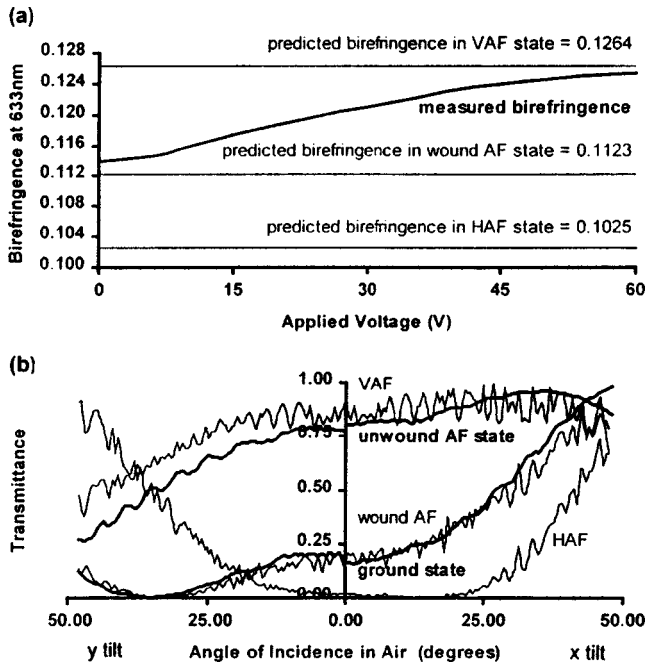 (a)
Birefringence at 633nm
0.128
0.124
0.120
0.116
0.112
0.108
0.104
0.100
predicted birefringence in VAF state = 0.1264
measured birefringence
predicted birefringence in wound AF state = 0.1123
predicted birefringence in HAF state = 0.1025
0
15
30
45
60
Applied Voltage (V)
(b)
Transmittance
1.00
0.75
0.50
0.25
0.00
VAF
unwound AF state
wound AF
HAF
ground state
50.00
25.00
0.00
25.00
50.00
y tilt
Angle of Incidence in Air (degrees)
x tilt